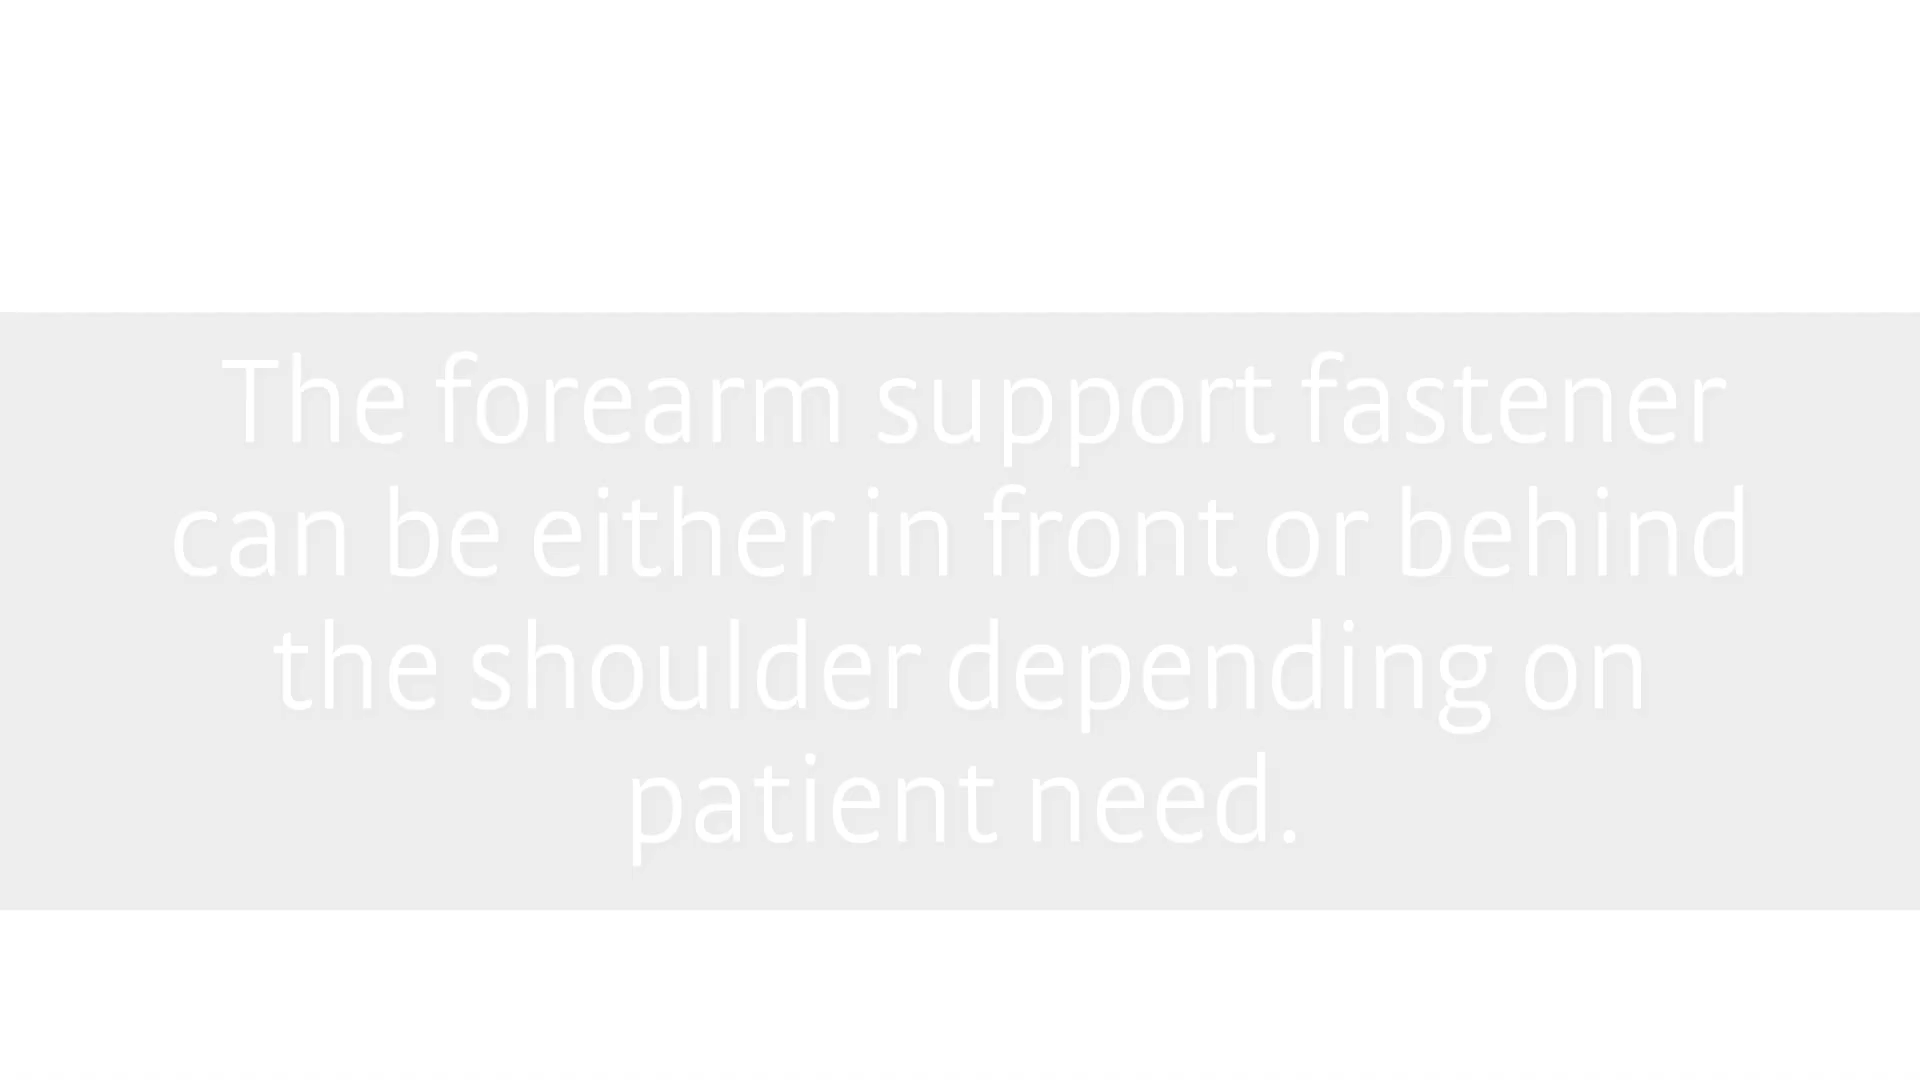 The forearm support fastener
can be either in front or behind
the shoulder depending on
patient need.